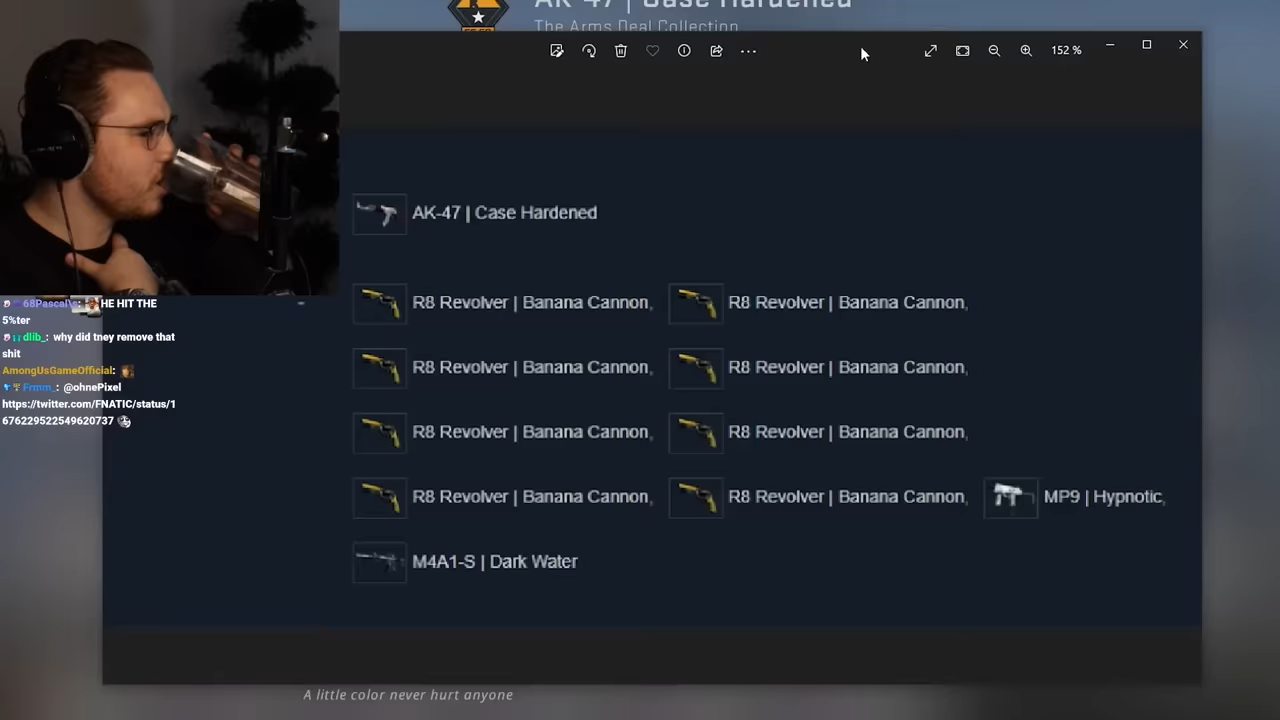 AK-47 | Case Hardened
The Arms Deal Collection
152 %
AK-47 | Case Hardened
R8 Revolver | Banana Cannon, R8 Revolver | Banana Cannon,
R8 Revolver | Banana Cannon, R8 Revolver | Banana Cannon,
R8 Revolver | Banana Cannon, R8 Revolver | Banana Cannon,
R8 Revolver | Banana Cannon, R8 Revolver | Banana Cannon, MP9 | Hypnotic,
M4A1-S | Dark Water
68Pascal\s: HE HIT THE
5%ter
dlib_: why did tney remove that
shit
AmongUsGameOfficial:
Frmm_: @ohnePixel
https://twitter.com/FNATIC/status/1
676229522549620737
A little color never hurt anyone